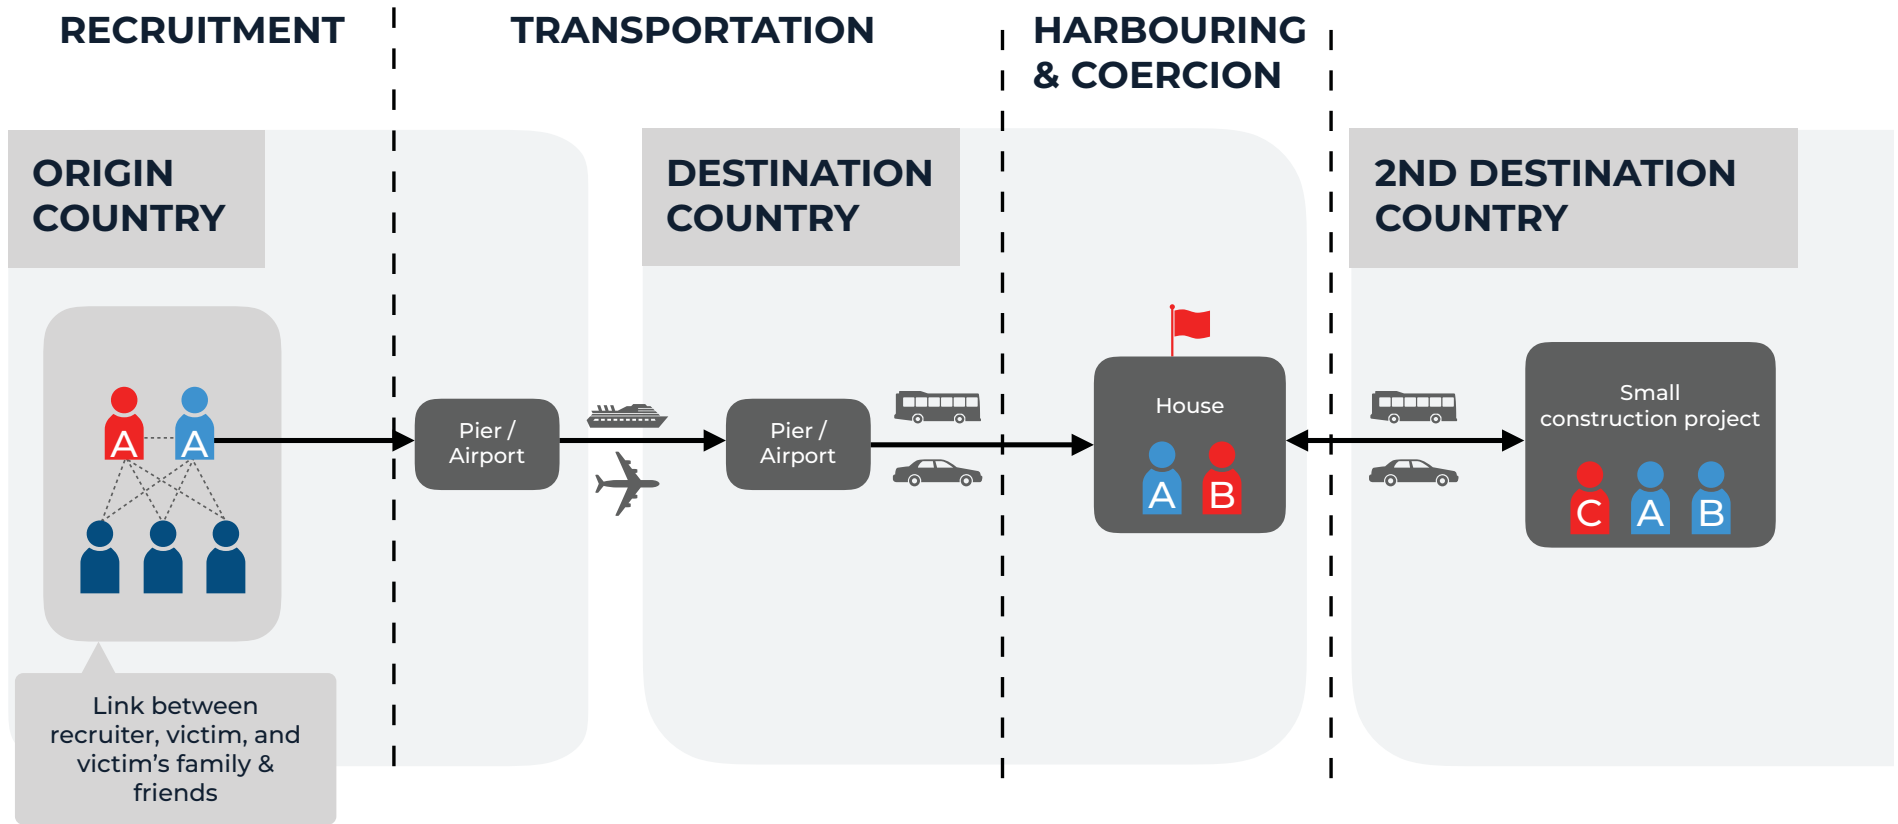 RECRUITMENT
TRANSPORTATION
HARBOURING
& COERCION
ORIGIN
COUNTRY
DESTINATION
COUNTRY
2ND DESTINATION
COUNTRY
A
A
Link between
recruiter, victim, and
victim’s family &
friends
Pier /
Airport
Pier /
Airport
House
A B
Small
construction project
C A B